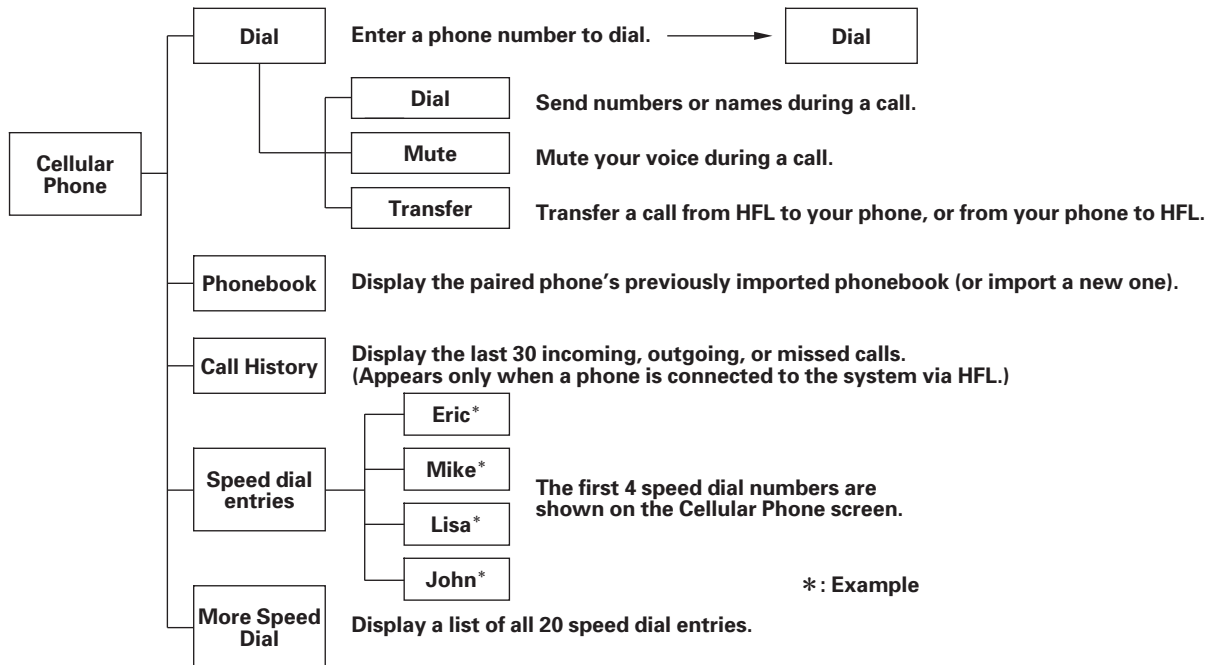 Dial
Enter a phone number to dial.
Dial
Dial
Send numbers or names during a call.
Cellular
Phone
Mute
Mute your voice during a call.
Transfer
Transfer a call from HFL to your phone, or from your phone to HFL.
Phonebook
Display the paired phone's previously imported phonebook (or import a new one).
Call History
Display the last 30 incoming, outgoing, or missed calls.
(Appears only when a phone is connected to the system via HFL.)
Speed dial
entries
Eric*
Mike*
Lisa*
John*
The first 4 speed dial numbers are
shown on the Cellular Phone screen.
*: Example
More Speed
Dial
Display a list of all 20 speed dial entries.